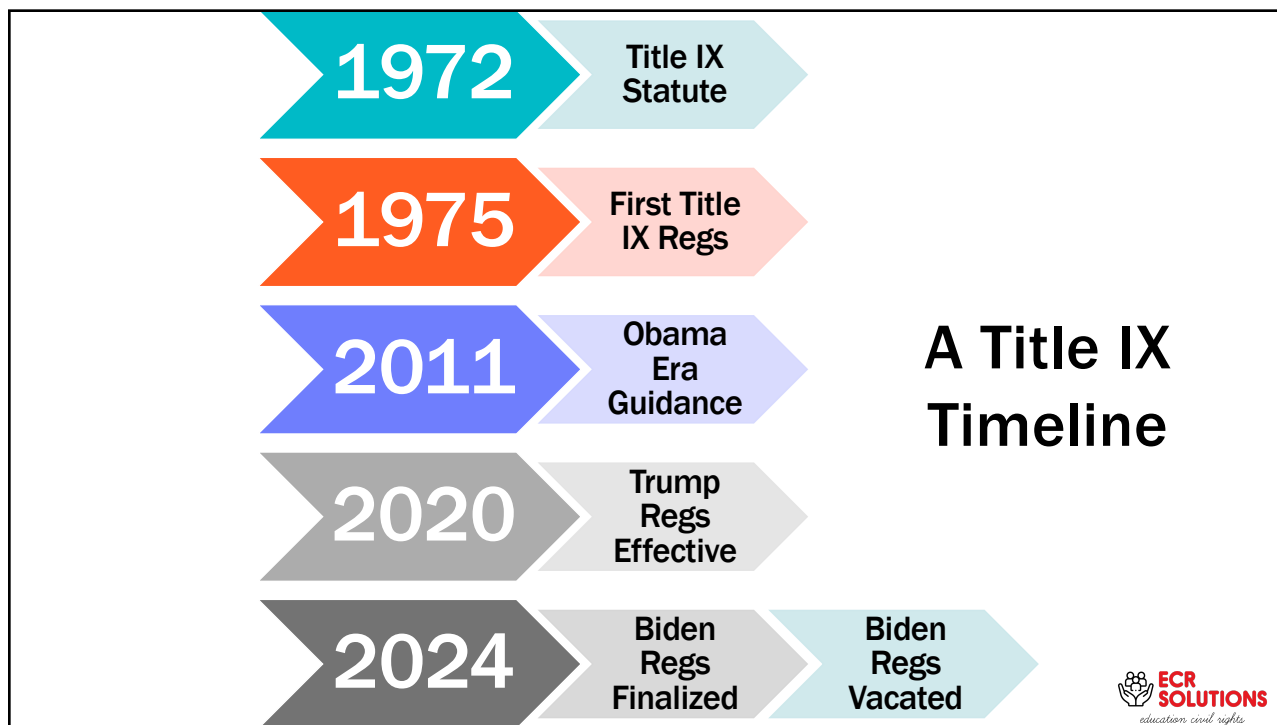 1972
Title IX
Statute
1975
First Title
IX Regs
2011
Obama
Era
Guidance
A Title IX
Timeline
2020
Trump
Regs
Effective
2024
Biden
Regs
Finalized
Biden
Regs
Vacated
ECR
SOLUTIONS
education civil rights